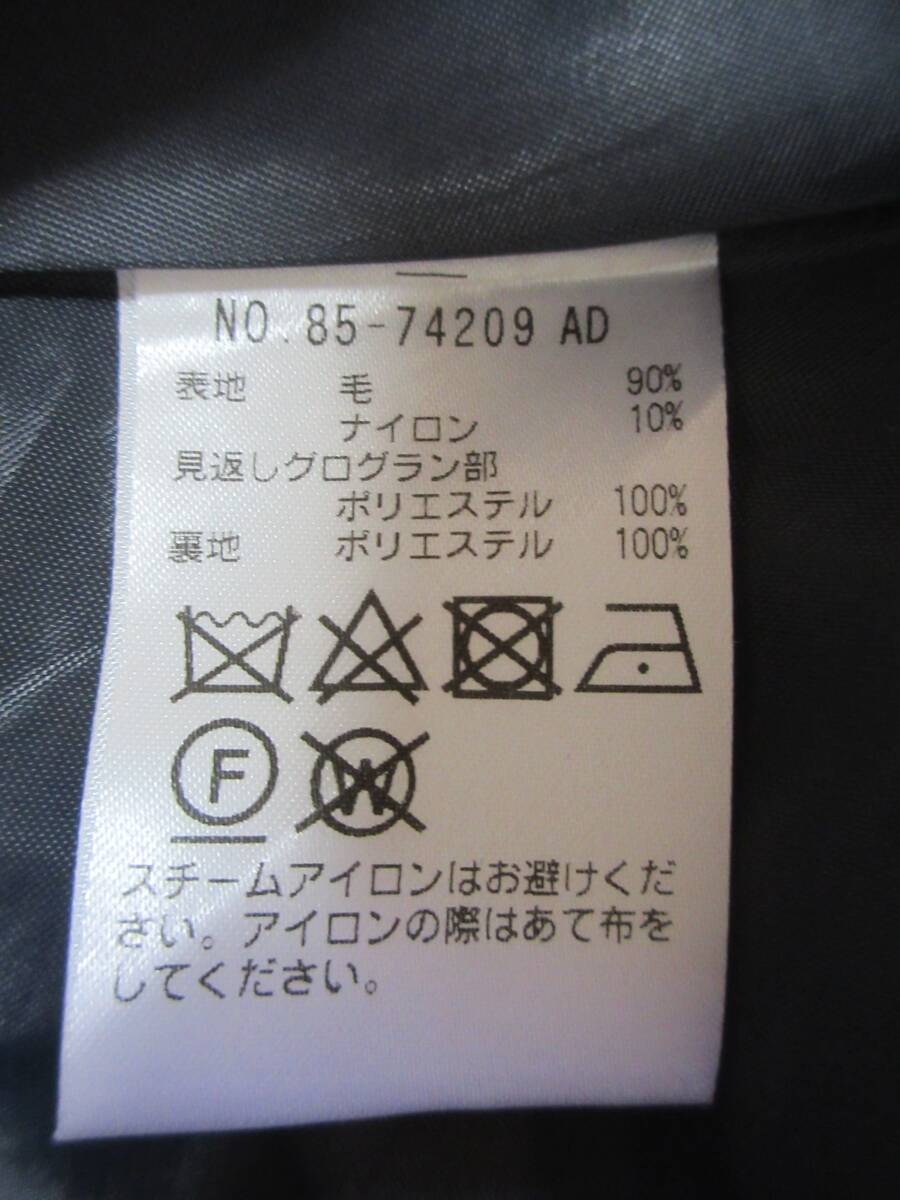 NO.85-74209 AD
表地 毛 90%
ナイロン 10%
見返しグログラン部
ポリエステル 100%
裏地 ポリエステル 100%
F W
スチームアイロンはお避けくだ
さい。アイロンの際はあて布を
してください。